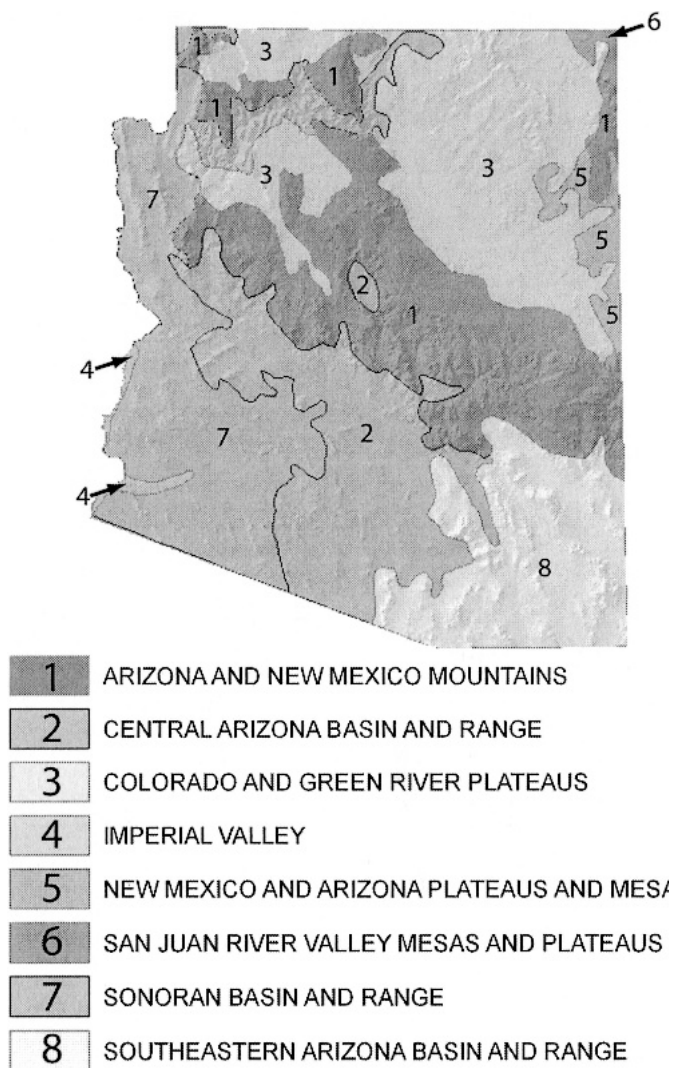 6
1
3
1
1
1
3
3
5
7
5
2
5
1
4
7
2
4
8
1 ARIZONA AND NEW MEXICO MOUNTAINS
2 CENTRAL ARIZONA BASIN AND RANGE
3 COLORADO AND GREEN RIVER PLATEAUS
4 IMPERIAL VALLEY
5 NEW MEXICO AND ARIZONA PLATEAUS AND MESA
6 SAN JUAN RIVER VALLEY MESAS AND PLATEAUS
7 SONORAN BASIN AND RANGE
8 SOUTHEASTERN ARIZONA BASIN AND RANGE